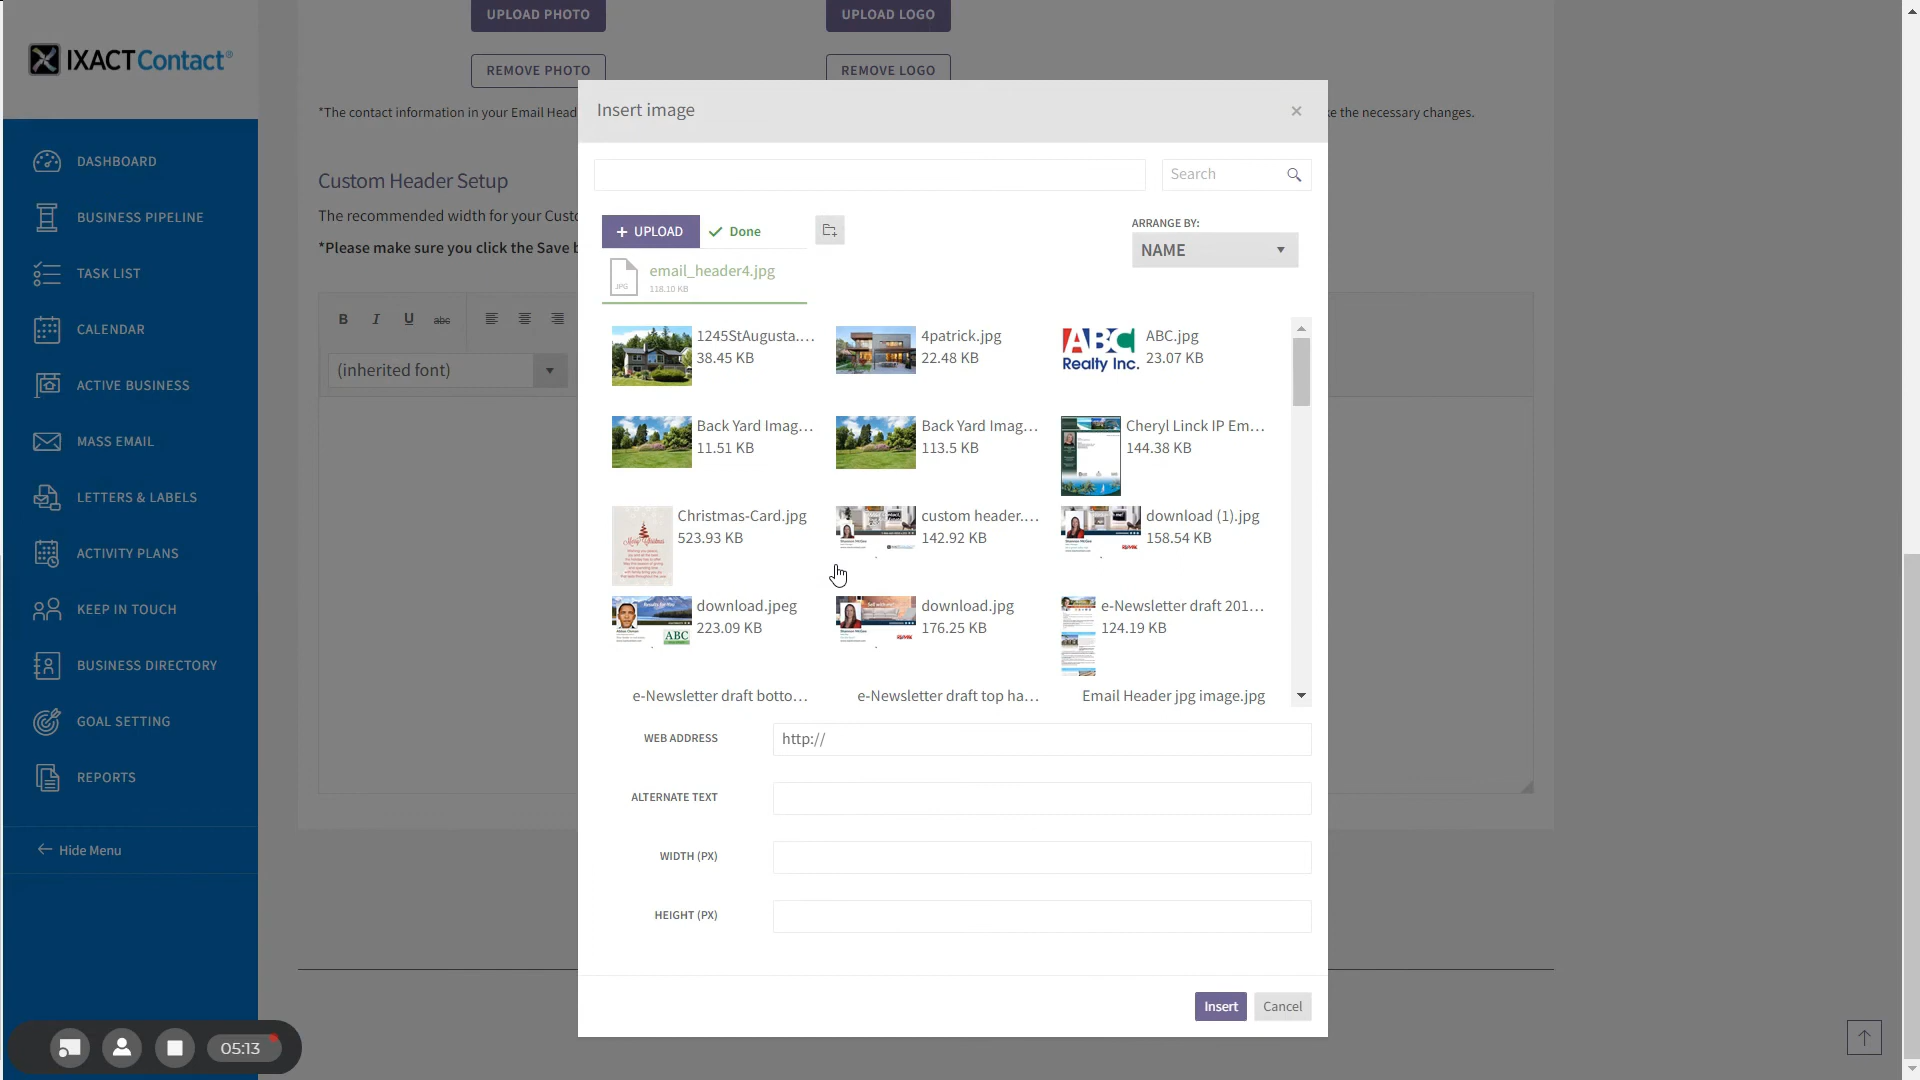 UPLOAD PHOTO
UPLOAD LOGO
REMOVE PHOTO
REMOVE LOGO
IXACTContact®
*The contact information in your Email Head
e the necessary changes.
DASHBOARD
BUSINESS PIPELINE
TASK LIST
CALENDAR
ACTIVE BUSINESS
MASS EMAIL
LETTERS & LABELS
ACTIVITY PLANS
KEEP IN TOUCH
BUSINESS DIRECTORY
GOAL SETTING
REPORTS
Hide Menu
05:13
Custom Header Setup
The recommended width for your Custo
*Please make sure you click the Save b
B I U abc
(inherited font)
Insert image
×
Search
+ UPLOAD
Done
ARRANGE BY:
NAME
JPG
email_header4.jpg
118.10 KB
1245StAugusta....
38.45 KB
4patrick.jpg
22.48 KB
ABC
Realty Inc.
ABC.jpg
23.07 KB
Back Yard Imag...
11.51 KB
Back Yard Imag...
113.5 KB
Cheryl Linck IP Em...
144.38 KB
Merry Christmas
Christmas-Card.jpg
523.93 KB
custom header....
142.92 KB
download (1).jpg
158.54 KB
ABC
download.jpeg
223.09 KB
download.jpg
176.25 KB
e-Newsletter draft 201...
124.19 KB
e-Newsletter draft botto...
e-Newsletter draft top ha...
Email Header jpg image.jpg
WEB ADDRESS
http://
ALTERNATE TEXT
WIDTH (PX)
HEIGHT (PX)
Insert
Cancel